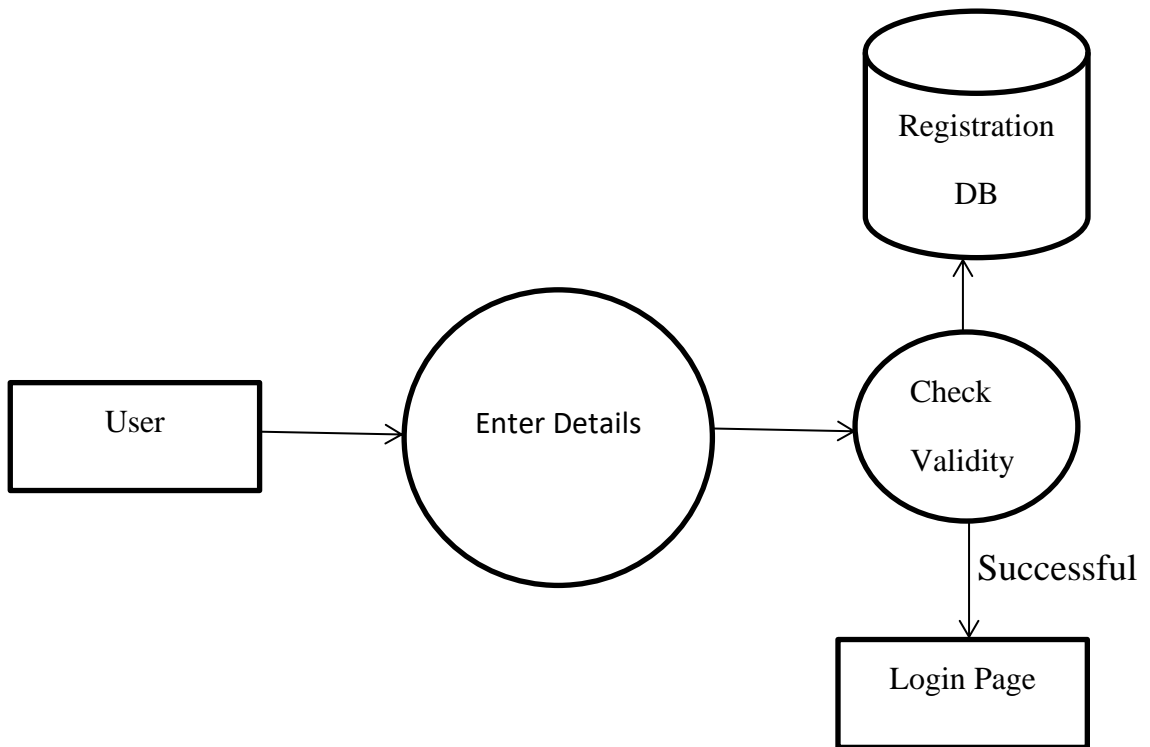 Registration
DB
User
Enter Details
Check
Validity
Successful
Login Page